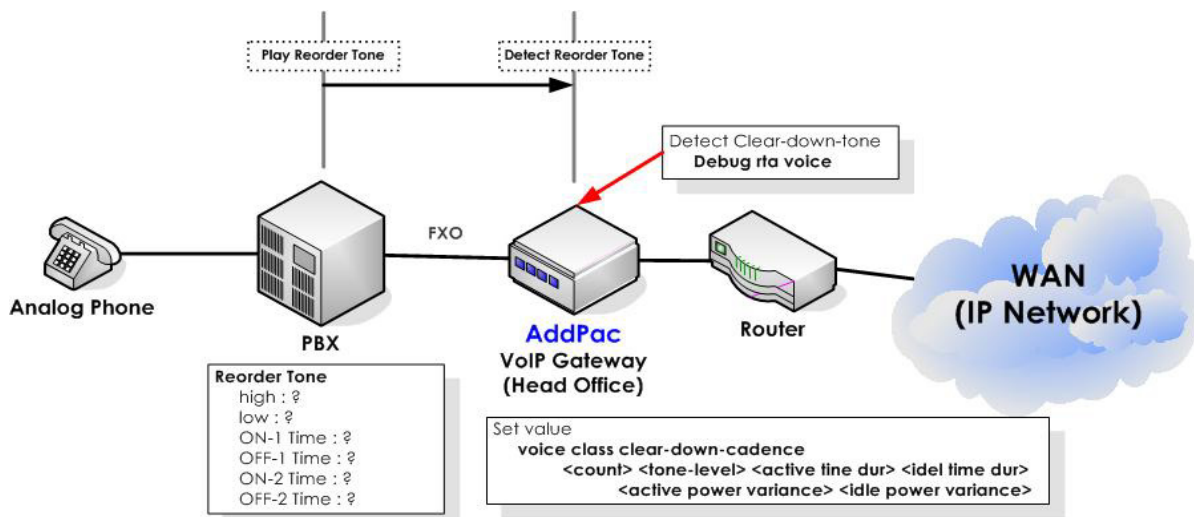 Play Reorder Tone
Detect Reorder Tone
Detect Clear-down-tone
Debug rta voice
FXO
Analog Phone
PBX
AddPac
VoIP Gateway
(Head Office)
Router
WAN
(IP Network)
Reorder Tone
high : ?
low : ?
ON-1 Time : ?
OFF-1 Time : ?
ON-2 Time : ?
OFF-2 Time : ?
Set value
voice class clear-down-cadence
<count> <tone-level> <active tine dur> <idel time dur>
<active power variance> <idle power variance>